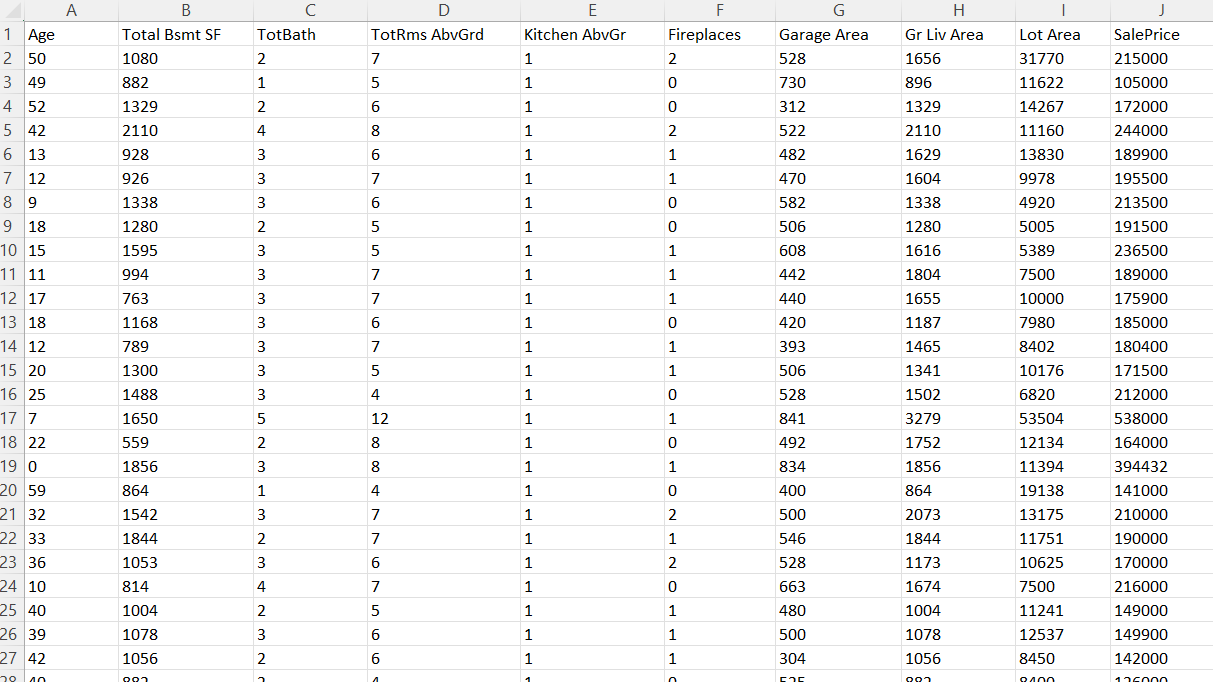 A B C D E F G H I J
1 Age Total Bsmt SF TotBath TotRms AbvGrd Kitchen AbvGr Fireplaces Garage Area Gr Liv Area Lot Area SalePrice
2 50 1080 2 7 1 2 528 1656 31770 215000
3 49 882 1 5 1 0 730 896 11622 105000
4 52 1329 2 6 1 0 312 1329 14267 172000
5 42 2110 4 8 1 2 522 2110 11160 244000
6 13 928 3 6 1 1 482 1629 13830 189900
7 12 926 3 7 1 1 470 1604 9978 195500
8 9 1338 3 6 1 0 582 1338 4920 213500
9 18 1280 2 5 1 0 506 1280 5005 191500
10 15 1595 3 5 1 1 608 1616 5389 236500
11 11 994 3 7 1 1 442 1804 7500 189000
12 17 763 3 7 1 1 440 1655 10000 175900
13 18 1168 3 6 1 0 420 1187 7980 185000
14 12 789 3 7 1 1 393 1465 8402 180400
15 20 1300 3 5 1 1 506 1341 10176 171500
16 25 1488 3 4 1 0 528 1502 6820 212000
17 7 1650 5 12 1 1 841 3279 53504 538000
18 22 559 2 8 1 0 492 1752 12134 164000
19 0 1856 3 8 1 1 834 1856 11394 394432
20 59 864 1 4 1 0 400 864 19138 141000
21 32 1542 3 7 1 2 500 2073 13175 210000
22 33 1844 2 7 1 1 546 1844 11751 190000
23 36 1053 3 6 1 2 528 1173 10625 170000
24 10 814 4 7 1 0 663 1674 7500 216000
25 40 1004 2 5 1 1 480 1004 11241 149000
26 39 1078 3 6 1 1 500 1078 12537 149900
27 42 1056 2 6 1 1 304 1056 8450 142000
28 40 882 2 4 1 0 525 882 8400 126000